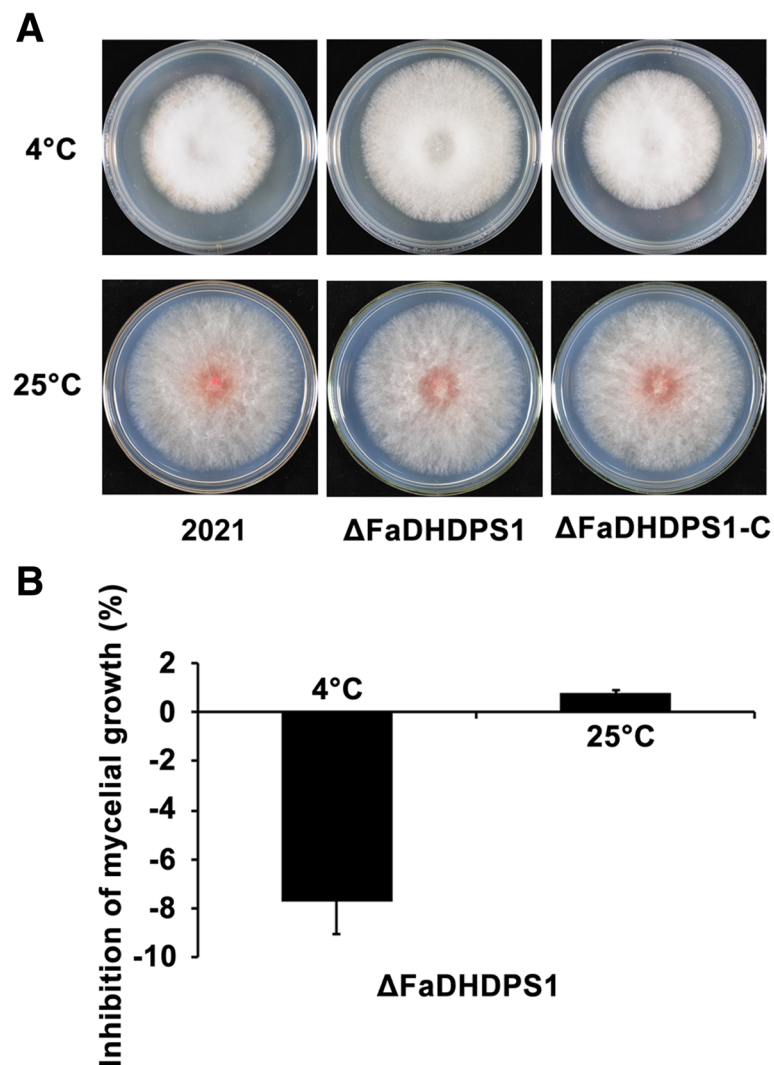 A
4°C
25°C
2021 ΔFaDHDPS1 ΔFaDHDPS1-C
B
Inhibition of mycelial growth (%)
2
0
-2
-4
-6
-8
-10
4°C
25°C
ΔFaDHDPS1